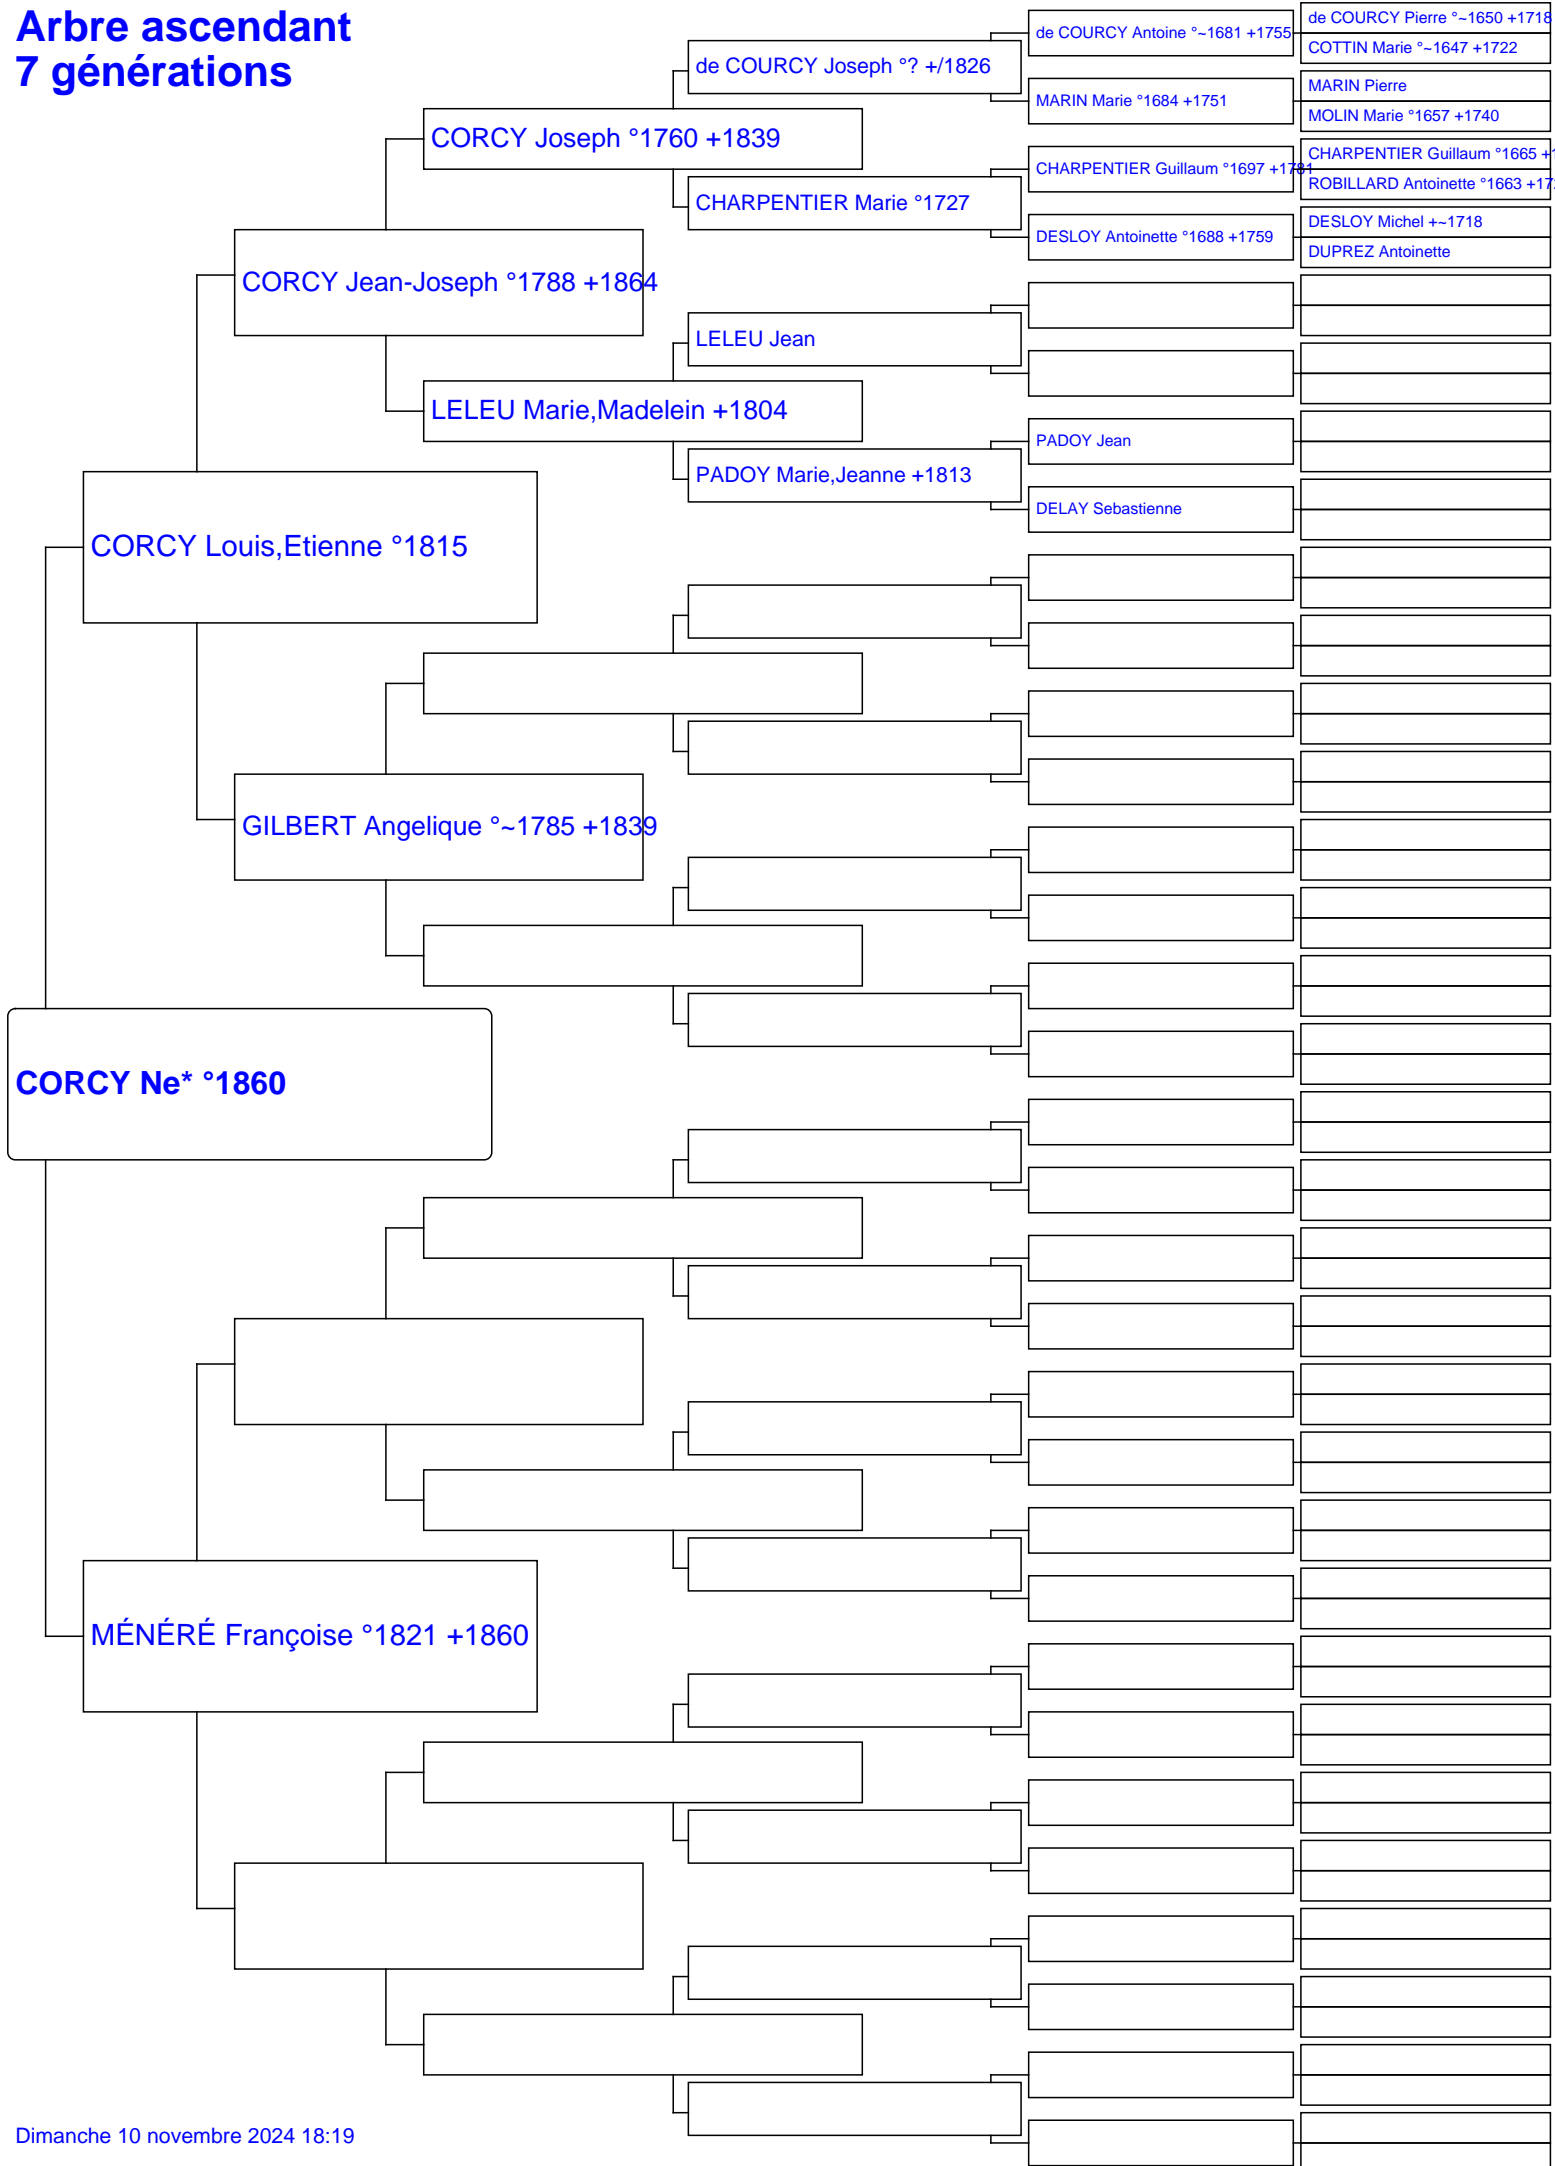 Arbre ascendant
7 générations
de COURCY Pierre °~1650 +1718
de COURCY Antoine °~1681 +1755
COTTIN Marie °~1647 +1722
de COURCY Joseph °? +/1826
MARIN Pierre
MARIN Marie °1684 +1751
MOLIN Marie °1657 +1740
CORCY Joseph °1760 +1839
CHARPENTIER Guillaum °1665 +1
CHARPENTIER Guillaum °1697 +1781
ROBILLARD Antoinette °1663 +17
CHARPENTIER Marie °1727
DESLOY Michel +~1718
DESLOY Antoinette °1688 +1759
DUPREZ Antoinette
CORCY Jean-Joseph °1788 +1864
LELEU Jean
LELEU Marie,Madelein +1804
PADOY Jean
PADOY Marie,Jeanne +1813
DELAY Sebastienne
CORCY Louis,Etienne °1815
GILBERT Angelique °~1785 +1839
CORCY Ne* °1860
MÉNÉRÉ Françoise °1821 +1860
Dimanche 10 novembre 2024 18:19